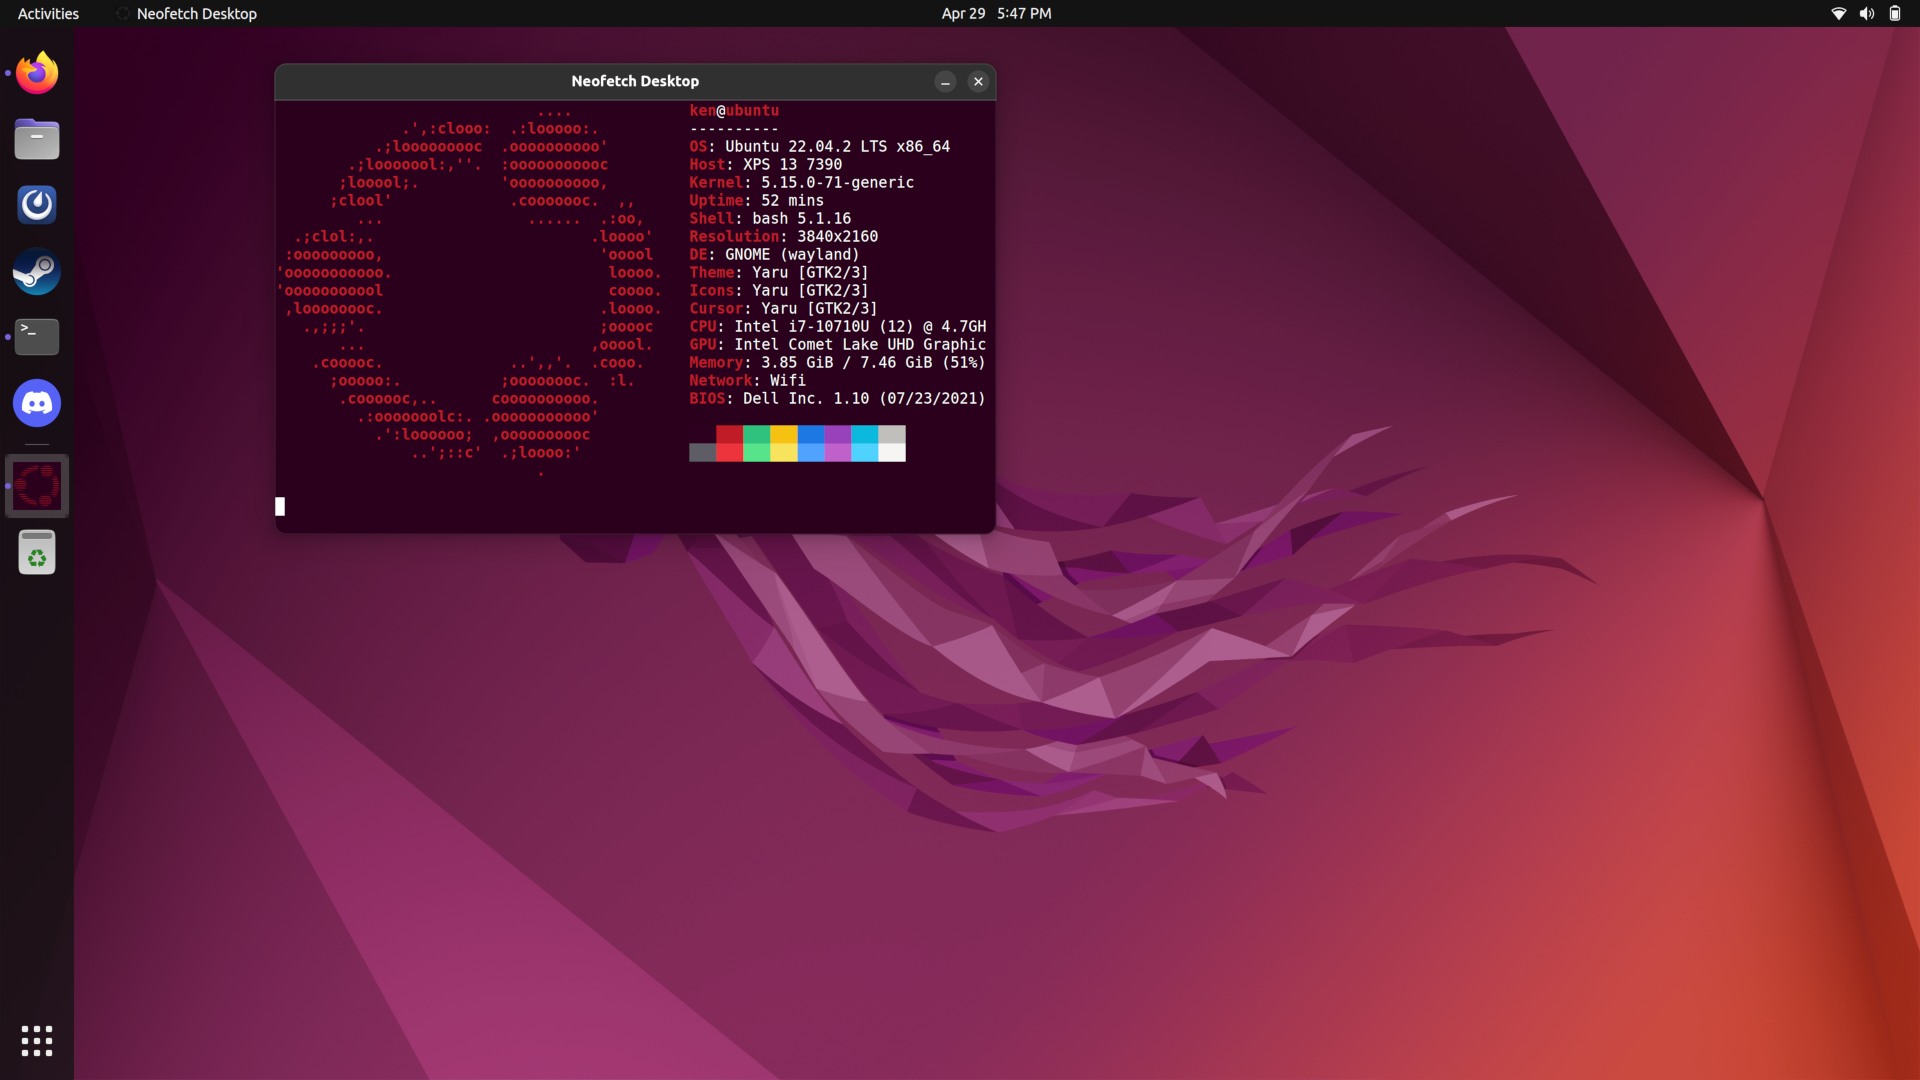 Activities
Neofetch Desktop
Apr 29 5:47 PM
Neofetch Desktop
ken@ubuntu
----------
OS: Ubuntu 22.04.2 LTS x86_64
Host: XPS 13 7390
Kernel: 5.15.0-71-generic
Uptime: 52 mins
Shell: bash 5.1.16
Resolution: 3840x2160
DE: GNOME (wayland)
Theme: Yaru [GTK2/3]
Icons: Yaru [GTK2/3]
Cursor: Yaru [GTK2/3]
CPU: Intel i7-10710U (12) @ 4.7GH
GPU: Intel Comet Lake UHD Graphic
Memory: 3.85 GiB / 7.46 GiB (51%)
Network: Wifi
BIOS: Dell Inc. 1.10 (07/23/2021)